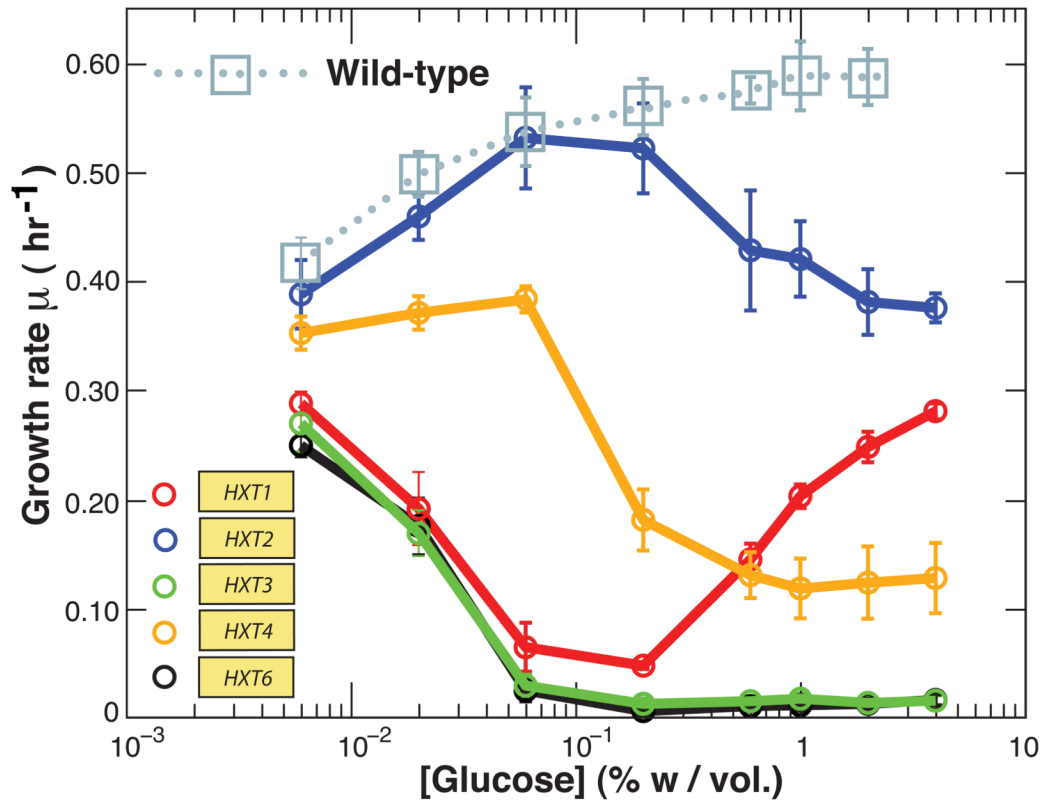 0.60
0.50
0.40
0.30
0.20
0.10
0
Growth rate μ ( hr-1 )
Wild-type
HXT1
HXT2
HXT3
HXT4
HXT6
10−3
10−2
10−1
1
10
[Glucose] (% w / vol.)